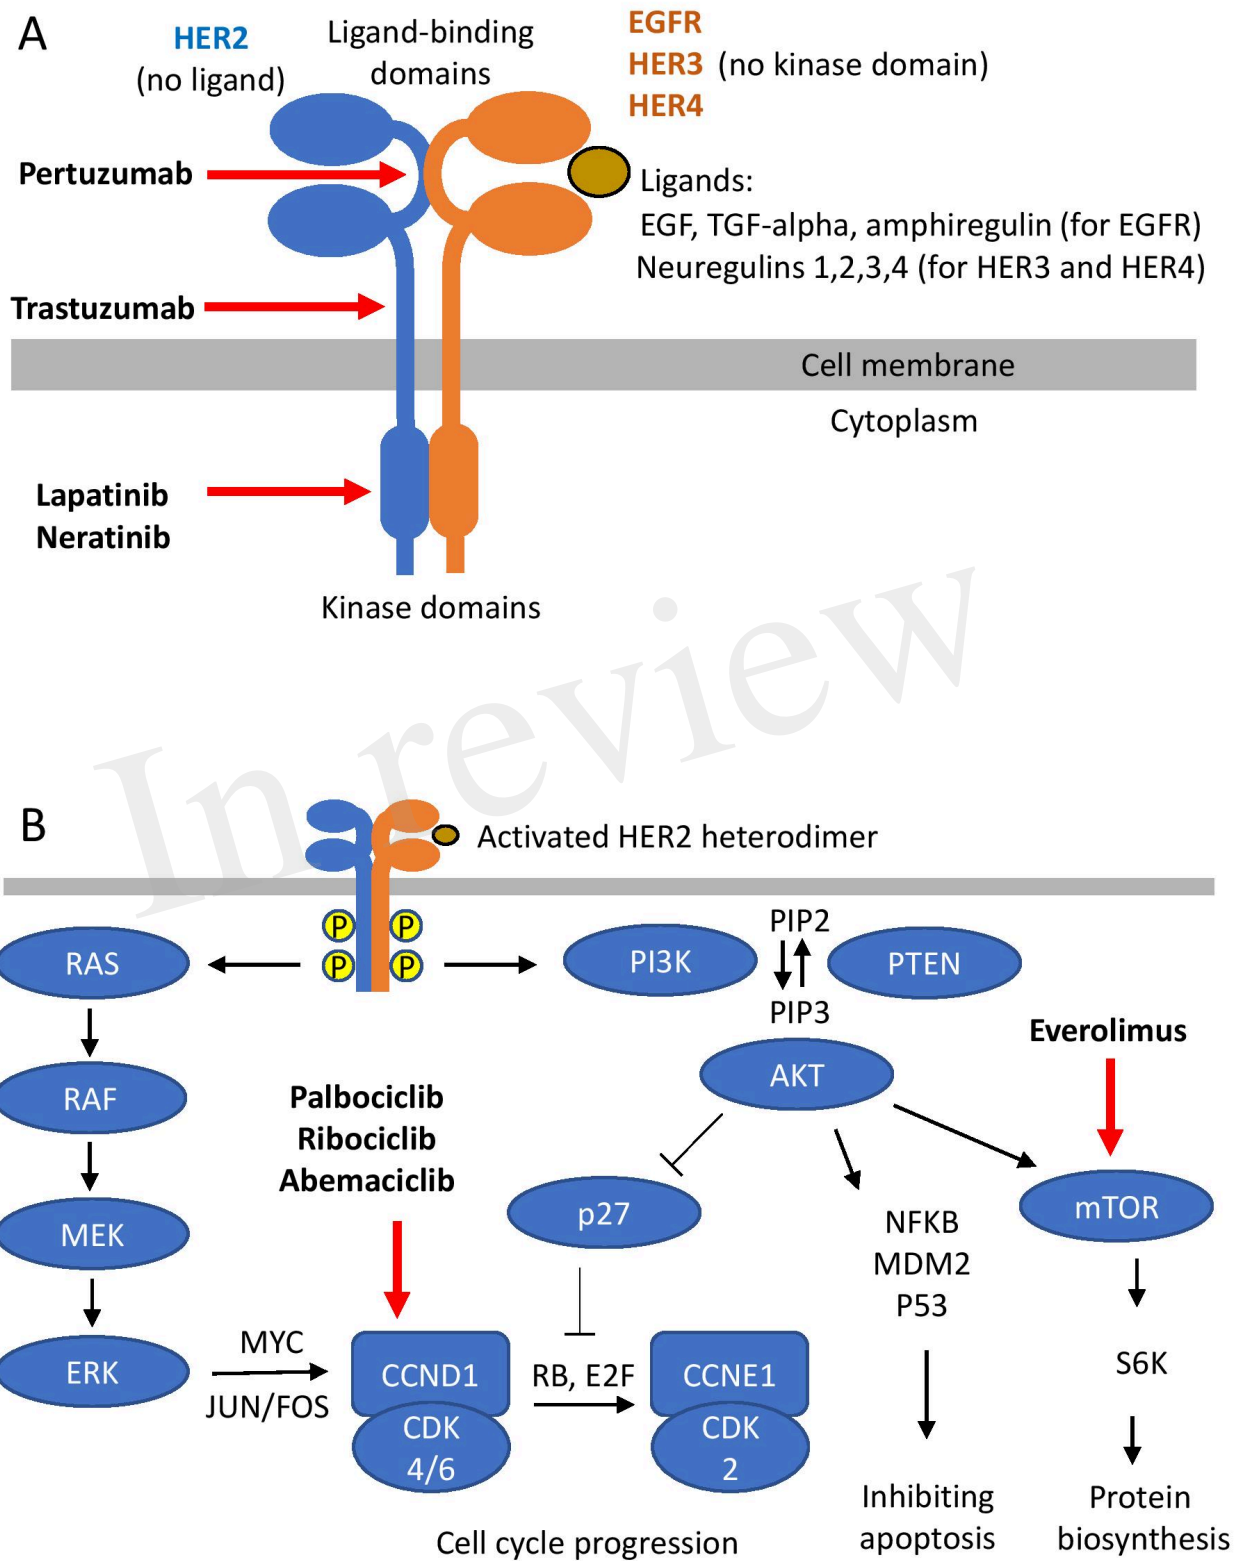 A
HER2
(no ligand)
Ligand-binding
domains
EGFR
HER3 (no kinase domain)
HER4
Pertuzumab
Ligands:
EGF, TGF-alpha, amphiregulin (for EGFR)
Neuregulins 1,2,3,4 (for HER3 and HER4)
Trastuzumab
Cell membrane
Cytoplasm
Lapatinib
Neratinib
Kinase domains
In review
B
Activated HER2 heterodimer
P P
P P
RAS
PI3K
PIP2
PTEN
PIP3
Everolimus
AKT
RAF
Palbociclib
Ribociclib
Abemaciclib
p27
mTOR
MEK
NFKB
MDM2
P53
MYC
ERK
JUN/FOS
CCND1
CDK
4/6
RB, E2F
CCNE1
CDK
2
S6K
Inhibiting
apoptosis
Protein
biosynthesis
Cell cycle progression